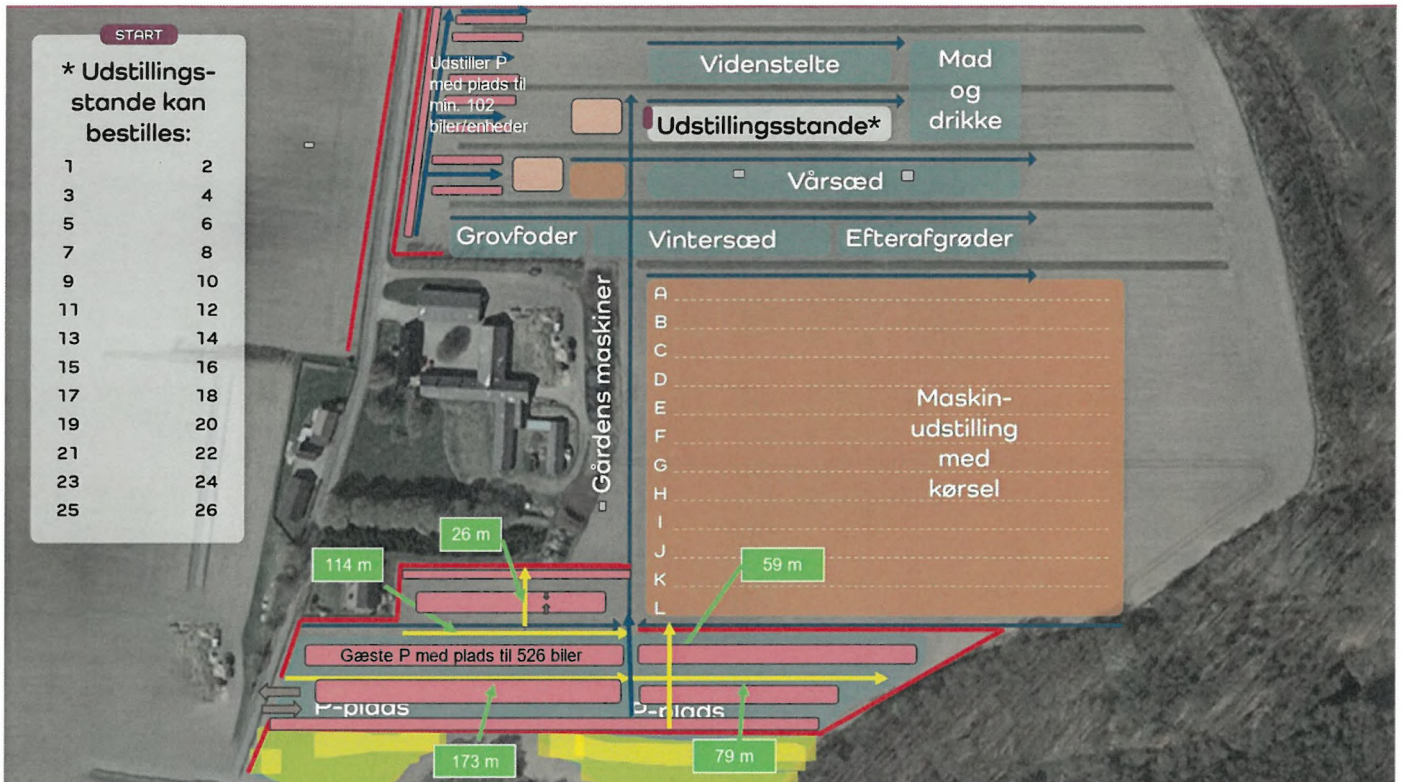 START
* Udstillings-
stande kan
bestilles:
1 2
3 4
5 6
7 8
9 10
11 12
13 14
15 16
17 18
19 20
21 22
23 24
25 26
Udstiller P
med plads til
min. 102
biler/enheder
Videnstelte
Mad
og
drikke
Udstillingsstande*
Vårsæd
Grovfoder
Vintersæd
Efterafgrøder
Gårdens maskiner
A
B
C
D
E
F
G
H
I
J
K
L
Maskin-
udstilling
med
kørsel
26 m
114 m
59 m
Gæste P med plads til 526 biler
P-plads
P-plads
173 m
79 m